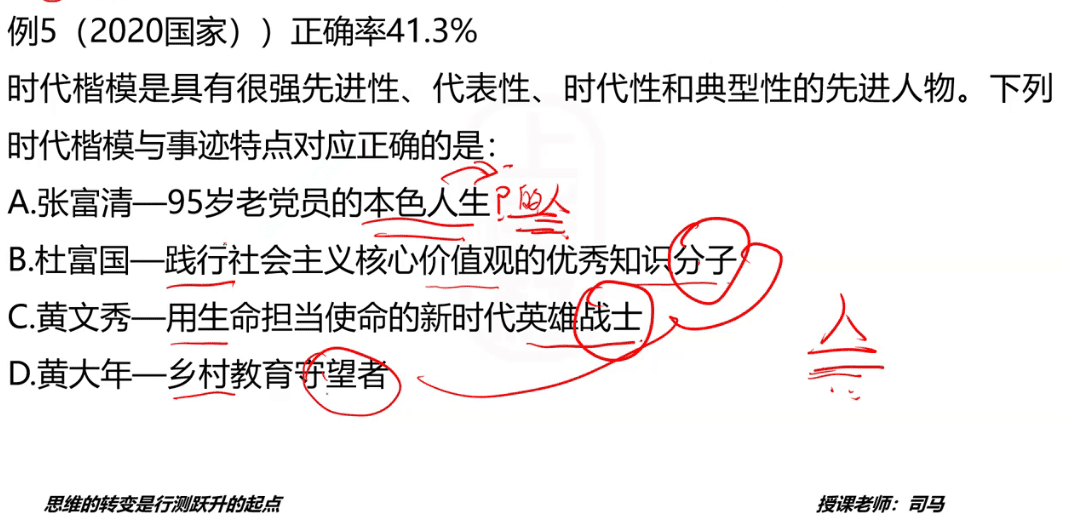 例5（2020国家））正确率41.3%
时代楷模是具有很强先进性、代表性、时代性和典型性的先进人物。下列
时代楷模与事迹特点对应正确的是：
A.张富清—95岁老党员的本色人生 的人
B.杜富国—践行社会主义核心价值观的优秀知识分子
C.黄文秀—用生命担当使命的新时代英雄战士
D.黄大年—乡村教育守望者
人
思维的转变是行测跃升的起点
授课老师：司马